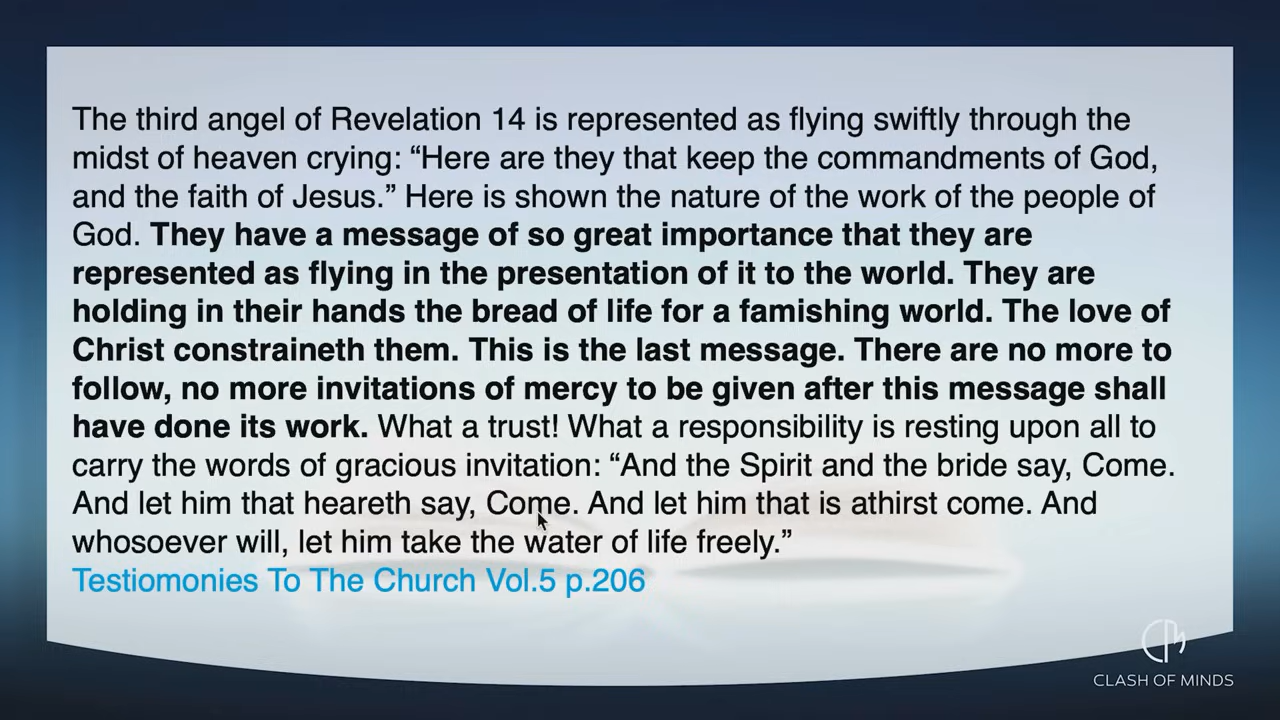 The third angel of Revelation 14 is represented as flying swiftly through the
midst of heaven crying: “Here are they that keep the commandments of God,
and the faith of Jesus.” Here is shown the nature of the work of the people of
God. They have a message of so great importance that they are
represented as flying in the presentation of it to the world. They are
holding in their hands the bread of life for a famishing world. The love of
Christ constraineth them. This is the last message. There are no more to
follow, no more invitations of mercy to be given after this message shall
have done its work. What a trust! What a responsibility is resting upon all to
carry the words of gracious invitation: “And the Spirit and the bride say, Come.
And let him that heareth say, Come. And let him that is athirst come. And
whosoever will, let him take the water of life freely.”
Testiomonies To The Church Vol.5 p.206
CLASH OF MINDS